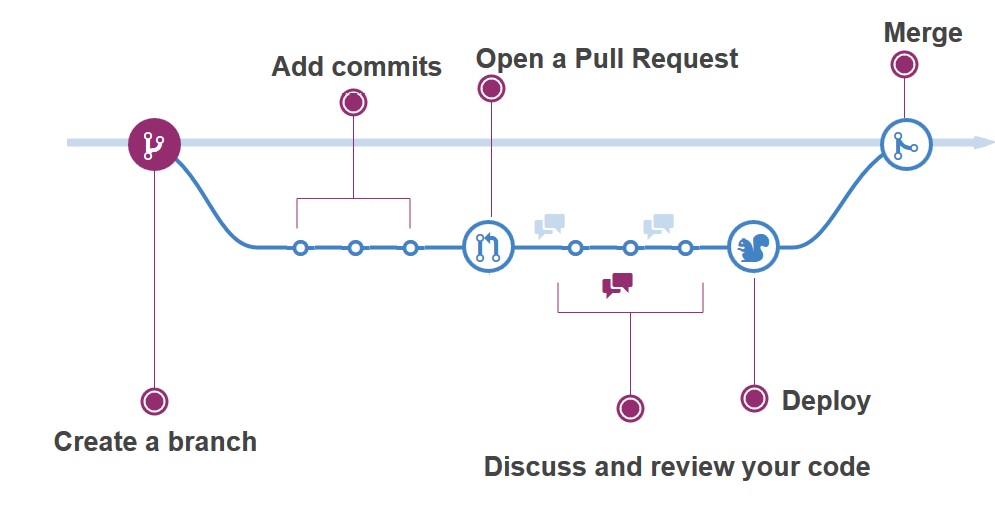 Create a branch
Add commits
Open a Pull Request
Discuss and review your code
Deploy
Merge